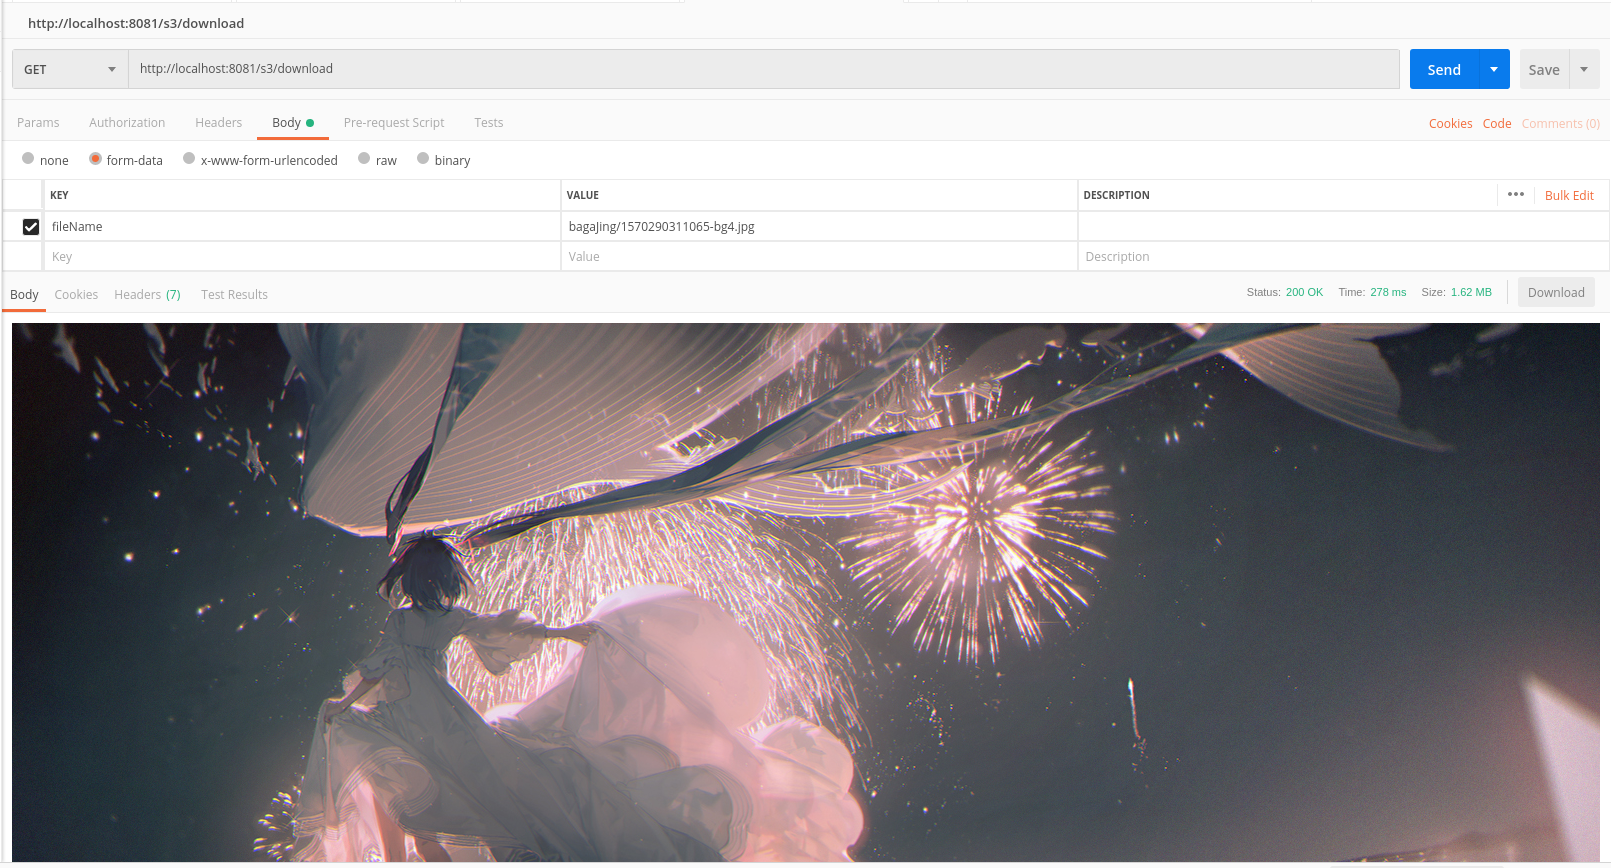 http://localhost:8081/s3/download
GET http://localhost:8081/s3/download Send Save
Params Authorization Headers Body Pre-request Script Tests Cookies Code Comments (0)
none form-data x-www-form-urlencoded raw binary
KEY VALUE DESCRIPTION ••• Bulk Edit
fileName bagaJing/1570290311065-bg4.jpg
Key Value Description
Body Cookies Headers (7) Test Results Status: 200 OK Time: 278 ms Size: 1.62 MB Download